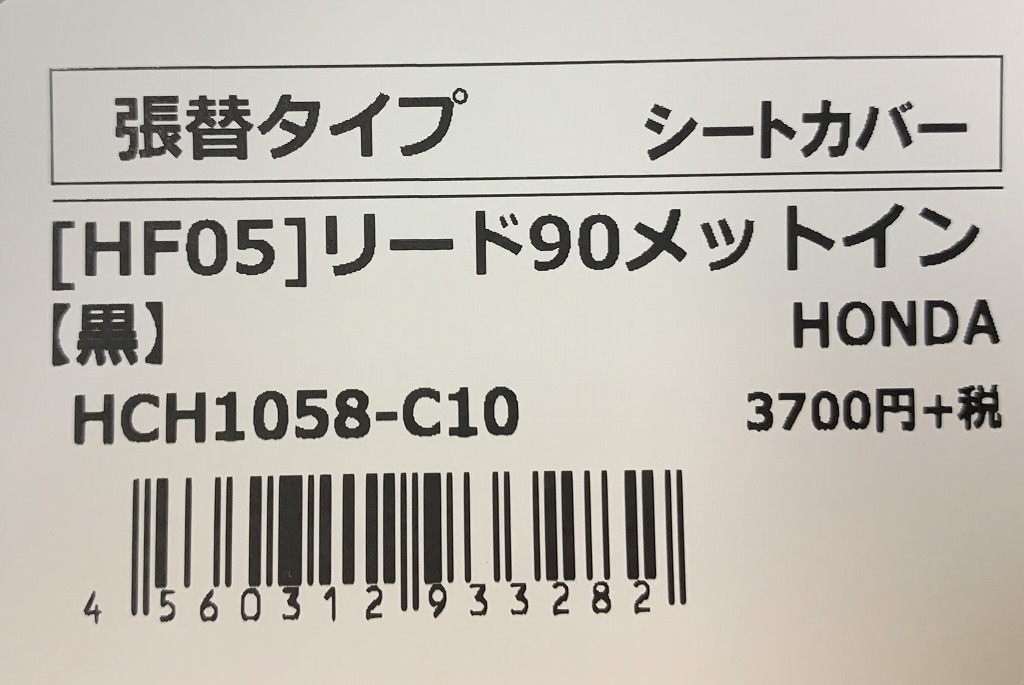 張替タイプ シートカバー
[HF05]リード90メットイン
【黒】 HONDA
HCH1058-C10 3700円+税
4 560312 933282